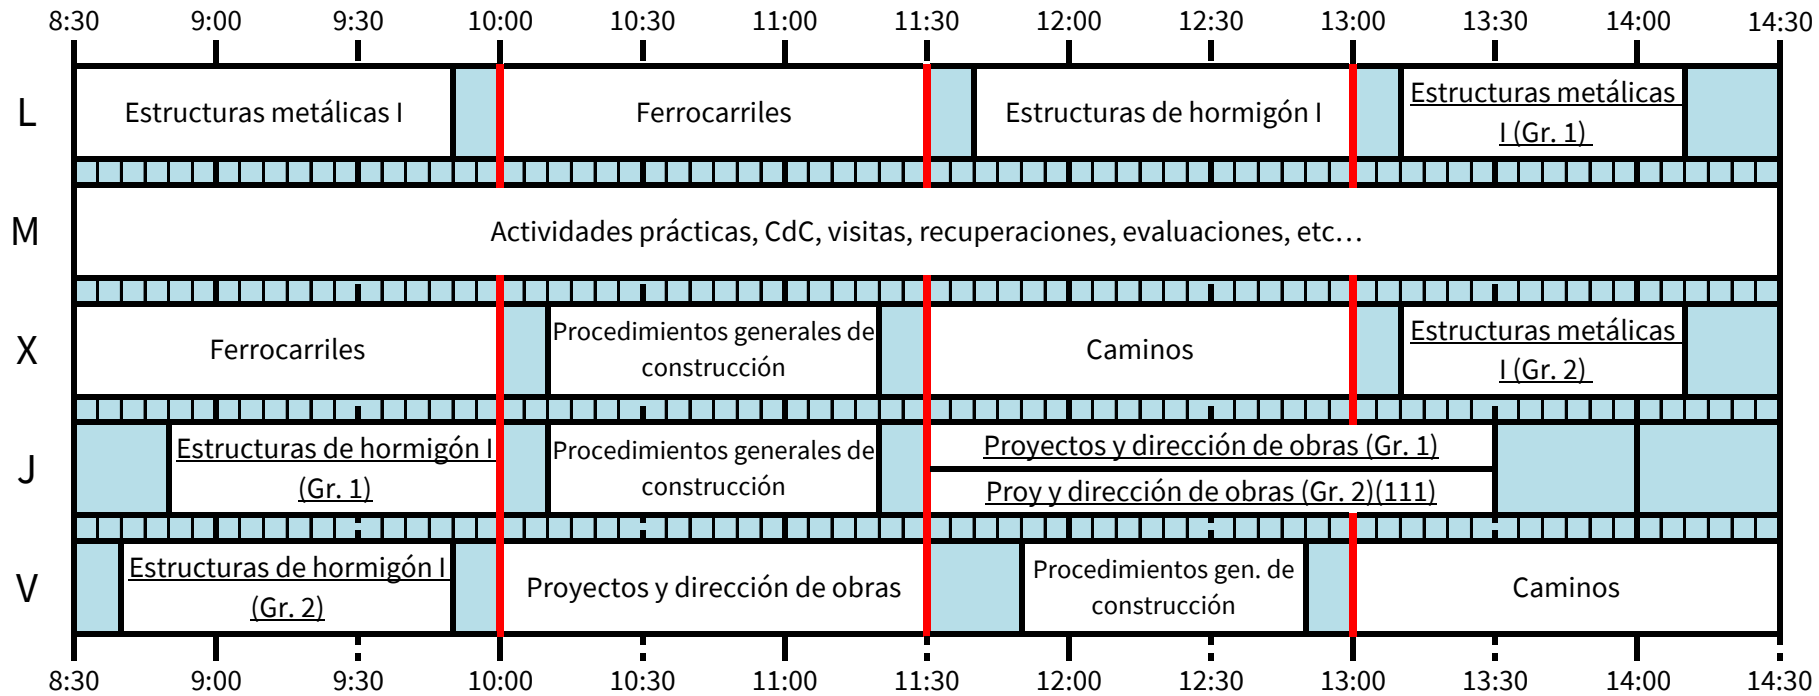 8:30 9:00 9:30 10:00 10:30 11:00 11:30 12:00 12:30 13:00 13:30 14:00 14:30
L
Estructuras metálicas I
Ferrocarriles
Estructuras de hormigón I
Estructuras metálicas
I (Gr. 1)
M
Actividades prácticas, CdC, visitas, recuperaciones, evaluaciones, etc...
X
Ferrocarriles
Procedimientos generales de
construcción
Caminos
Estructuras metálicas
I (Gr. 2)
J
Estructuras de hormigón I
(Gr. 1)
Procedimientos generales de
construcción
Proyectos y dirección de obras (Gr. 1)
Proy y dirección de obras (Gr. 2)(111)
V
Estructuras de hormigón I
(Gr. 2)
Proyectos y dirección de obras
Procedimientos gen. de
construcción
Caminos
8:30 9:00 9:30 10:00 10:30 11:00 11:30 12:00 12:30 13:00 13:30 14:00 14:30